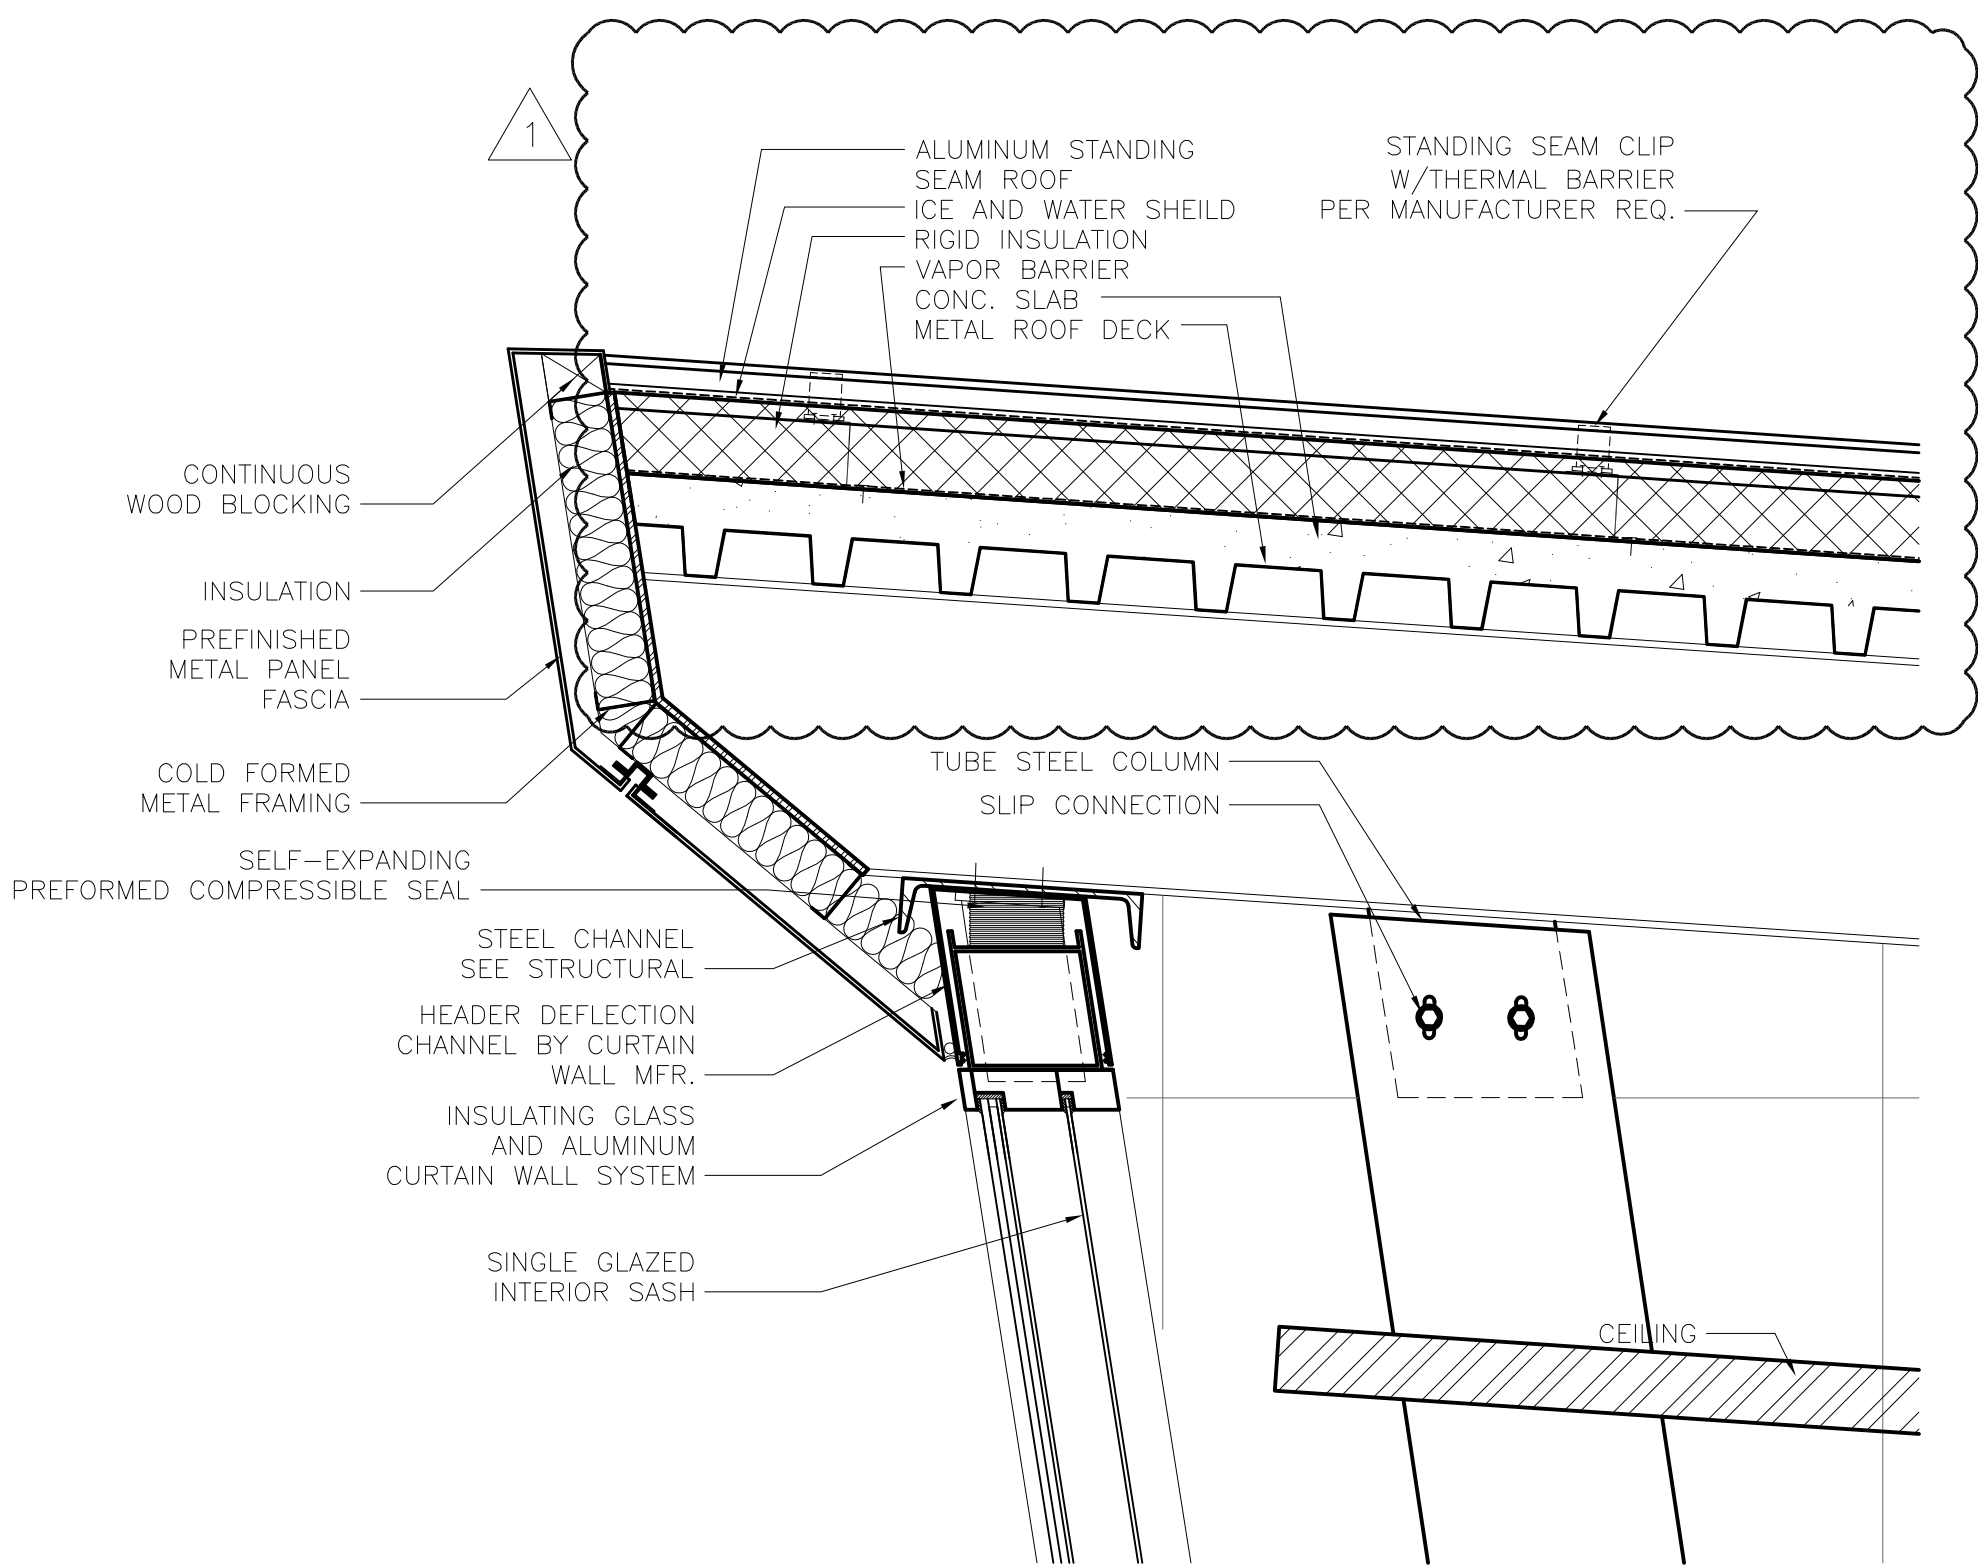 1
ALUMINUM STANDING
SEAM ROOF
ICE AND WATER SHEILD
RIGID INSULATION
VAPOR BARRIER
CONC. SLAB
METAL ROOF DECK
STANDING SEAM CLIP
W/THERMAL BARRIER
PER MANUFACTURER REQ.
CONTINUOUS
WOOD BLOCKING
INSULATION
PREFINISHED
METAL PANEL
FASCIA
COLD FORMED
METAL FRAMING
SELF-EXPANDING
PREFORMED COMPRESSIBLE SEAL
STEEL CHANNEL
SEE STRUCTURAL
HEADER DEFLECTION
CHANNEL BY CURTAIN
WALL MFR.
INSULATING GLASS
AND ALUMINUM
CURTAIN WALL SYSTEM
SINGLE GLAZED
INTERIOR SASH
TUBE STEEL COLUMN
SLIP CONNECTION
CEILING